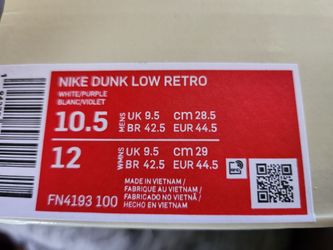 NIKE DUNK LOW RETRO
WHITE/PURPLE
BLANC/VIOLET
10.5 MENS UK 9.5 cm 28.5
BR 42.5 EUR 44.5
12 WMNS UK 9.5 cm 29
BR 42.5 EUR 44.5
FN4193 100
MADE IN VIETNAM /
FABRIQUÉ AU VIETNAM /
FABRICADO NO VIETNÃ /
HECHO EN VIETNAM